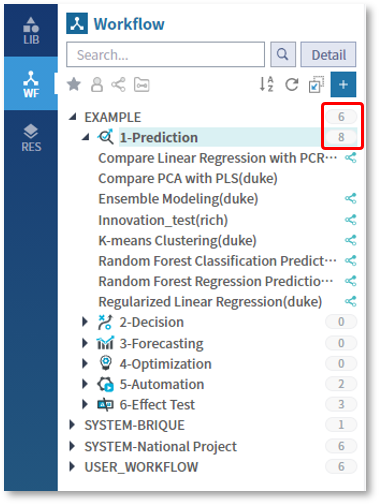 LIB
WF
RES
Workflow
Search...
Detail
EXAMPLE 6
1-Prediction 8
Compare Linear Regression with PCR...
Compare PCA with PLS(duke)
Ensemble Modeling(duke)
Innovation_test(rich)
K-means Clustering(duke)
Random Forest Classification Predict...
Random Forest Regression Predictio...
Regularized Linear Regression(duke)
2-Decision 0
3-Forecasting 0
4-Optimization 0
5-Automation 2
6-Effect Test 3
SYSTEM-BRIQUE 1
SYSTEM-National Project 6
USER_WORKFLOW 6